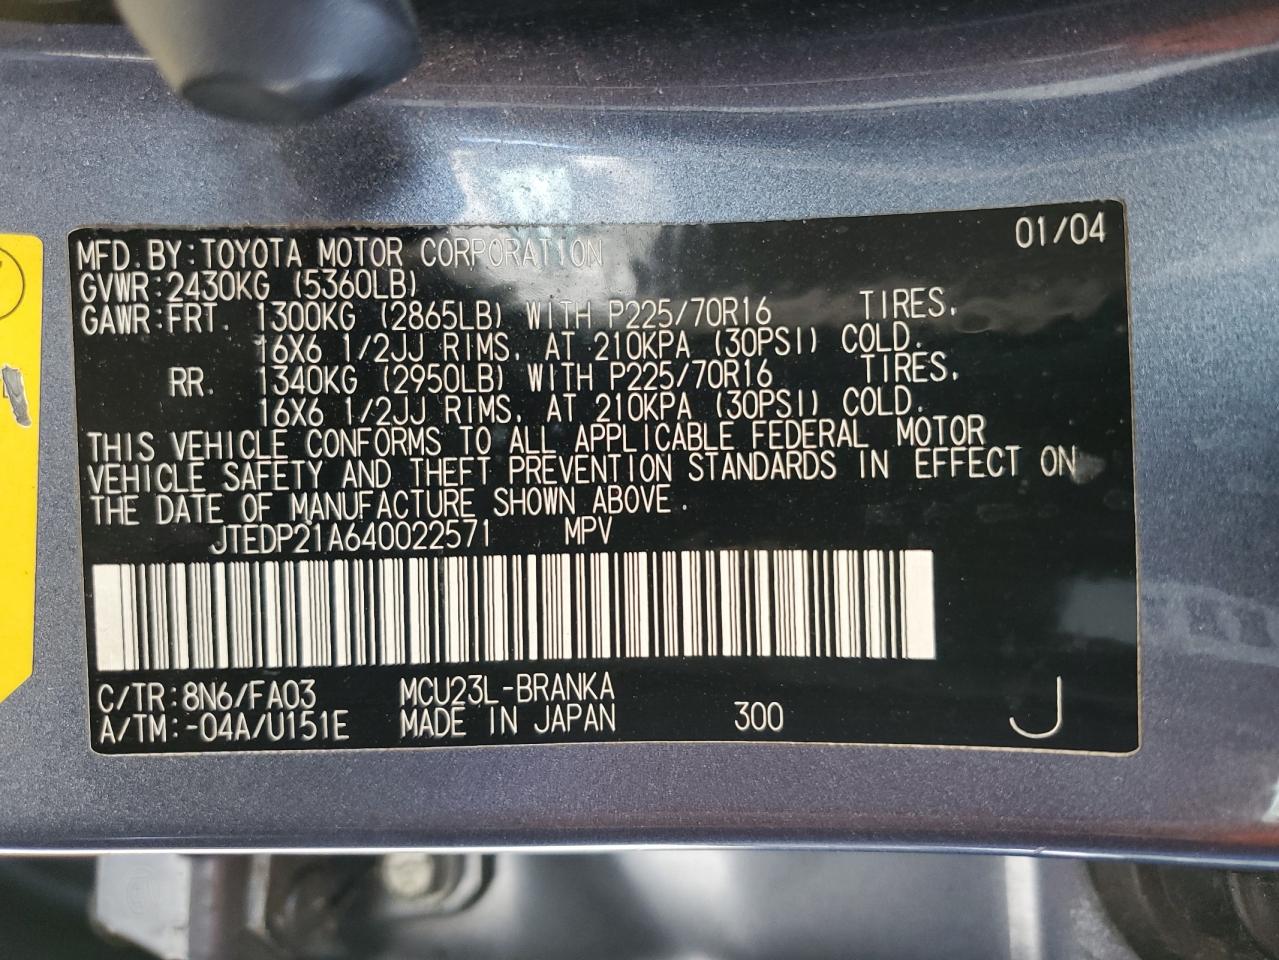 01/04
MFD. BY: TOYOTA MOTOR CORPORATION
GVWR: 2430KG (5360LB)
GAWR: FRT. 1300KG (2865LB) WITH P225/70R16 TIRES,
16X6 1/2JJ RIMS, AT 210KPA (30PSI) COLD.
RR. 1340KG (2950LB) WITH P225/70R16 TIRES,
16X6 1/2JJ RIMS, AT 210KPA (30PSI) COLD.
THIS VEHICLE CONFORMS TO ALL APPLICABLE FEDERAL MOTOR
VEHICLE SAFETY AND THEFT PREVENTION STANDARDS IN EFFECT ON
THE DATE OF MANUFACTURE SHOWN ABOVE.
JTEDP21A640022571 MPV
C/TR: 8N6/FA03 MCU23L-BRANKA
A/TM: -04A/U151E MADE IN JAPAN 300 J